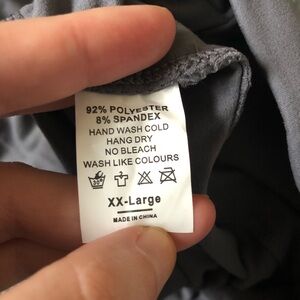 92% POLYESTER
8% SPANDEX
HAND WASH COLD
HANG DRY
NO BLEACH
WASH LIKE COLOURS
XX-Large
MADE IN CHINA